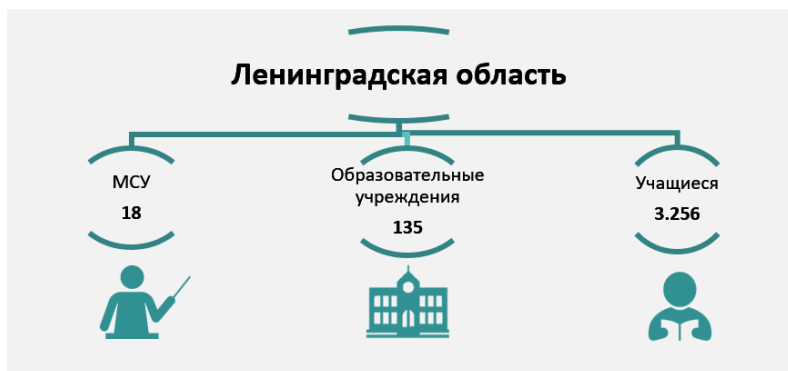 Ленинградская область
МСУ
18
Образовательные
учреждения
135
Учащиеся
3.256